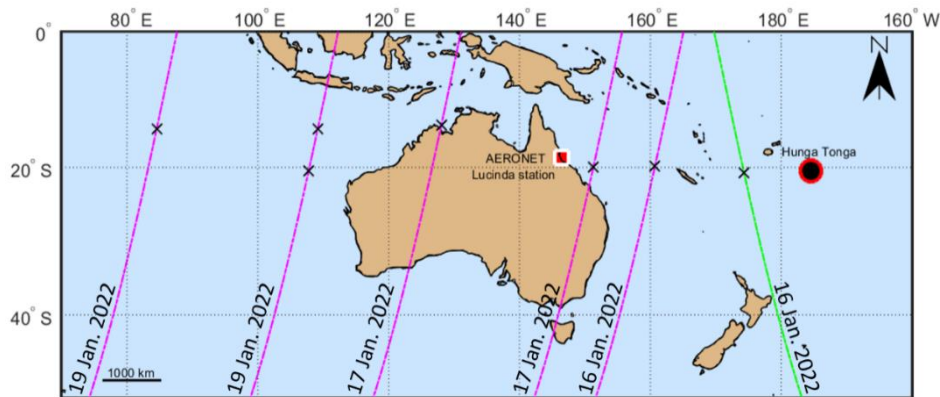 80° E 100° E 120° E 140° E 160° E 180° E 160° W
0°
N
Hunga Tonga
AERONET
Lucinda station
20° S
40° S
19 Jan. 2022
19 Jan. 2022
17 Jan. 2022
17 Jan. 2022
16 Jan. 2022
16 Jan. 2022
1000 km